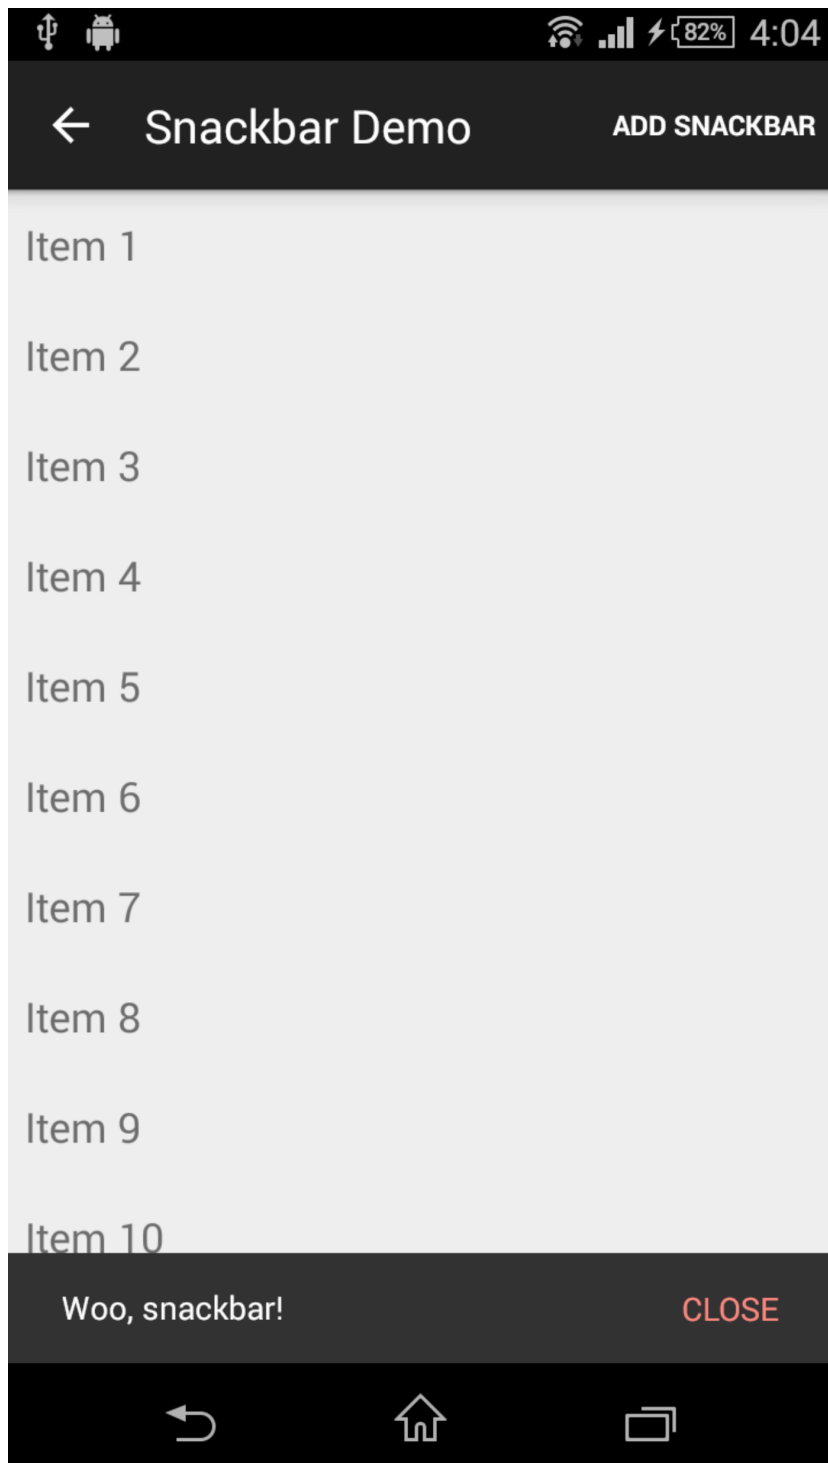 82% 4:04
Snackbar Demo ADD SNACKBAR
Item 1
Item 2
Item 3
Item 4
Item 5
Item 6
Item 7
Item 8
Item 9
Item 10
Woo, snackbar! CLOSE